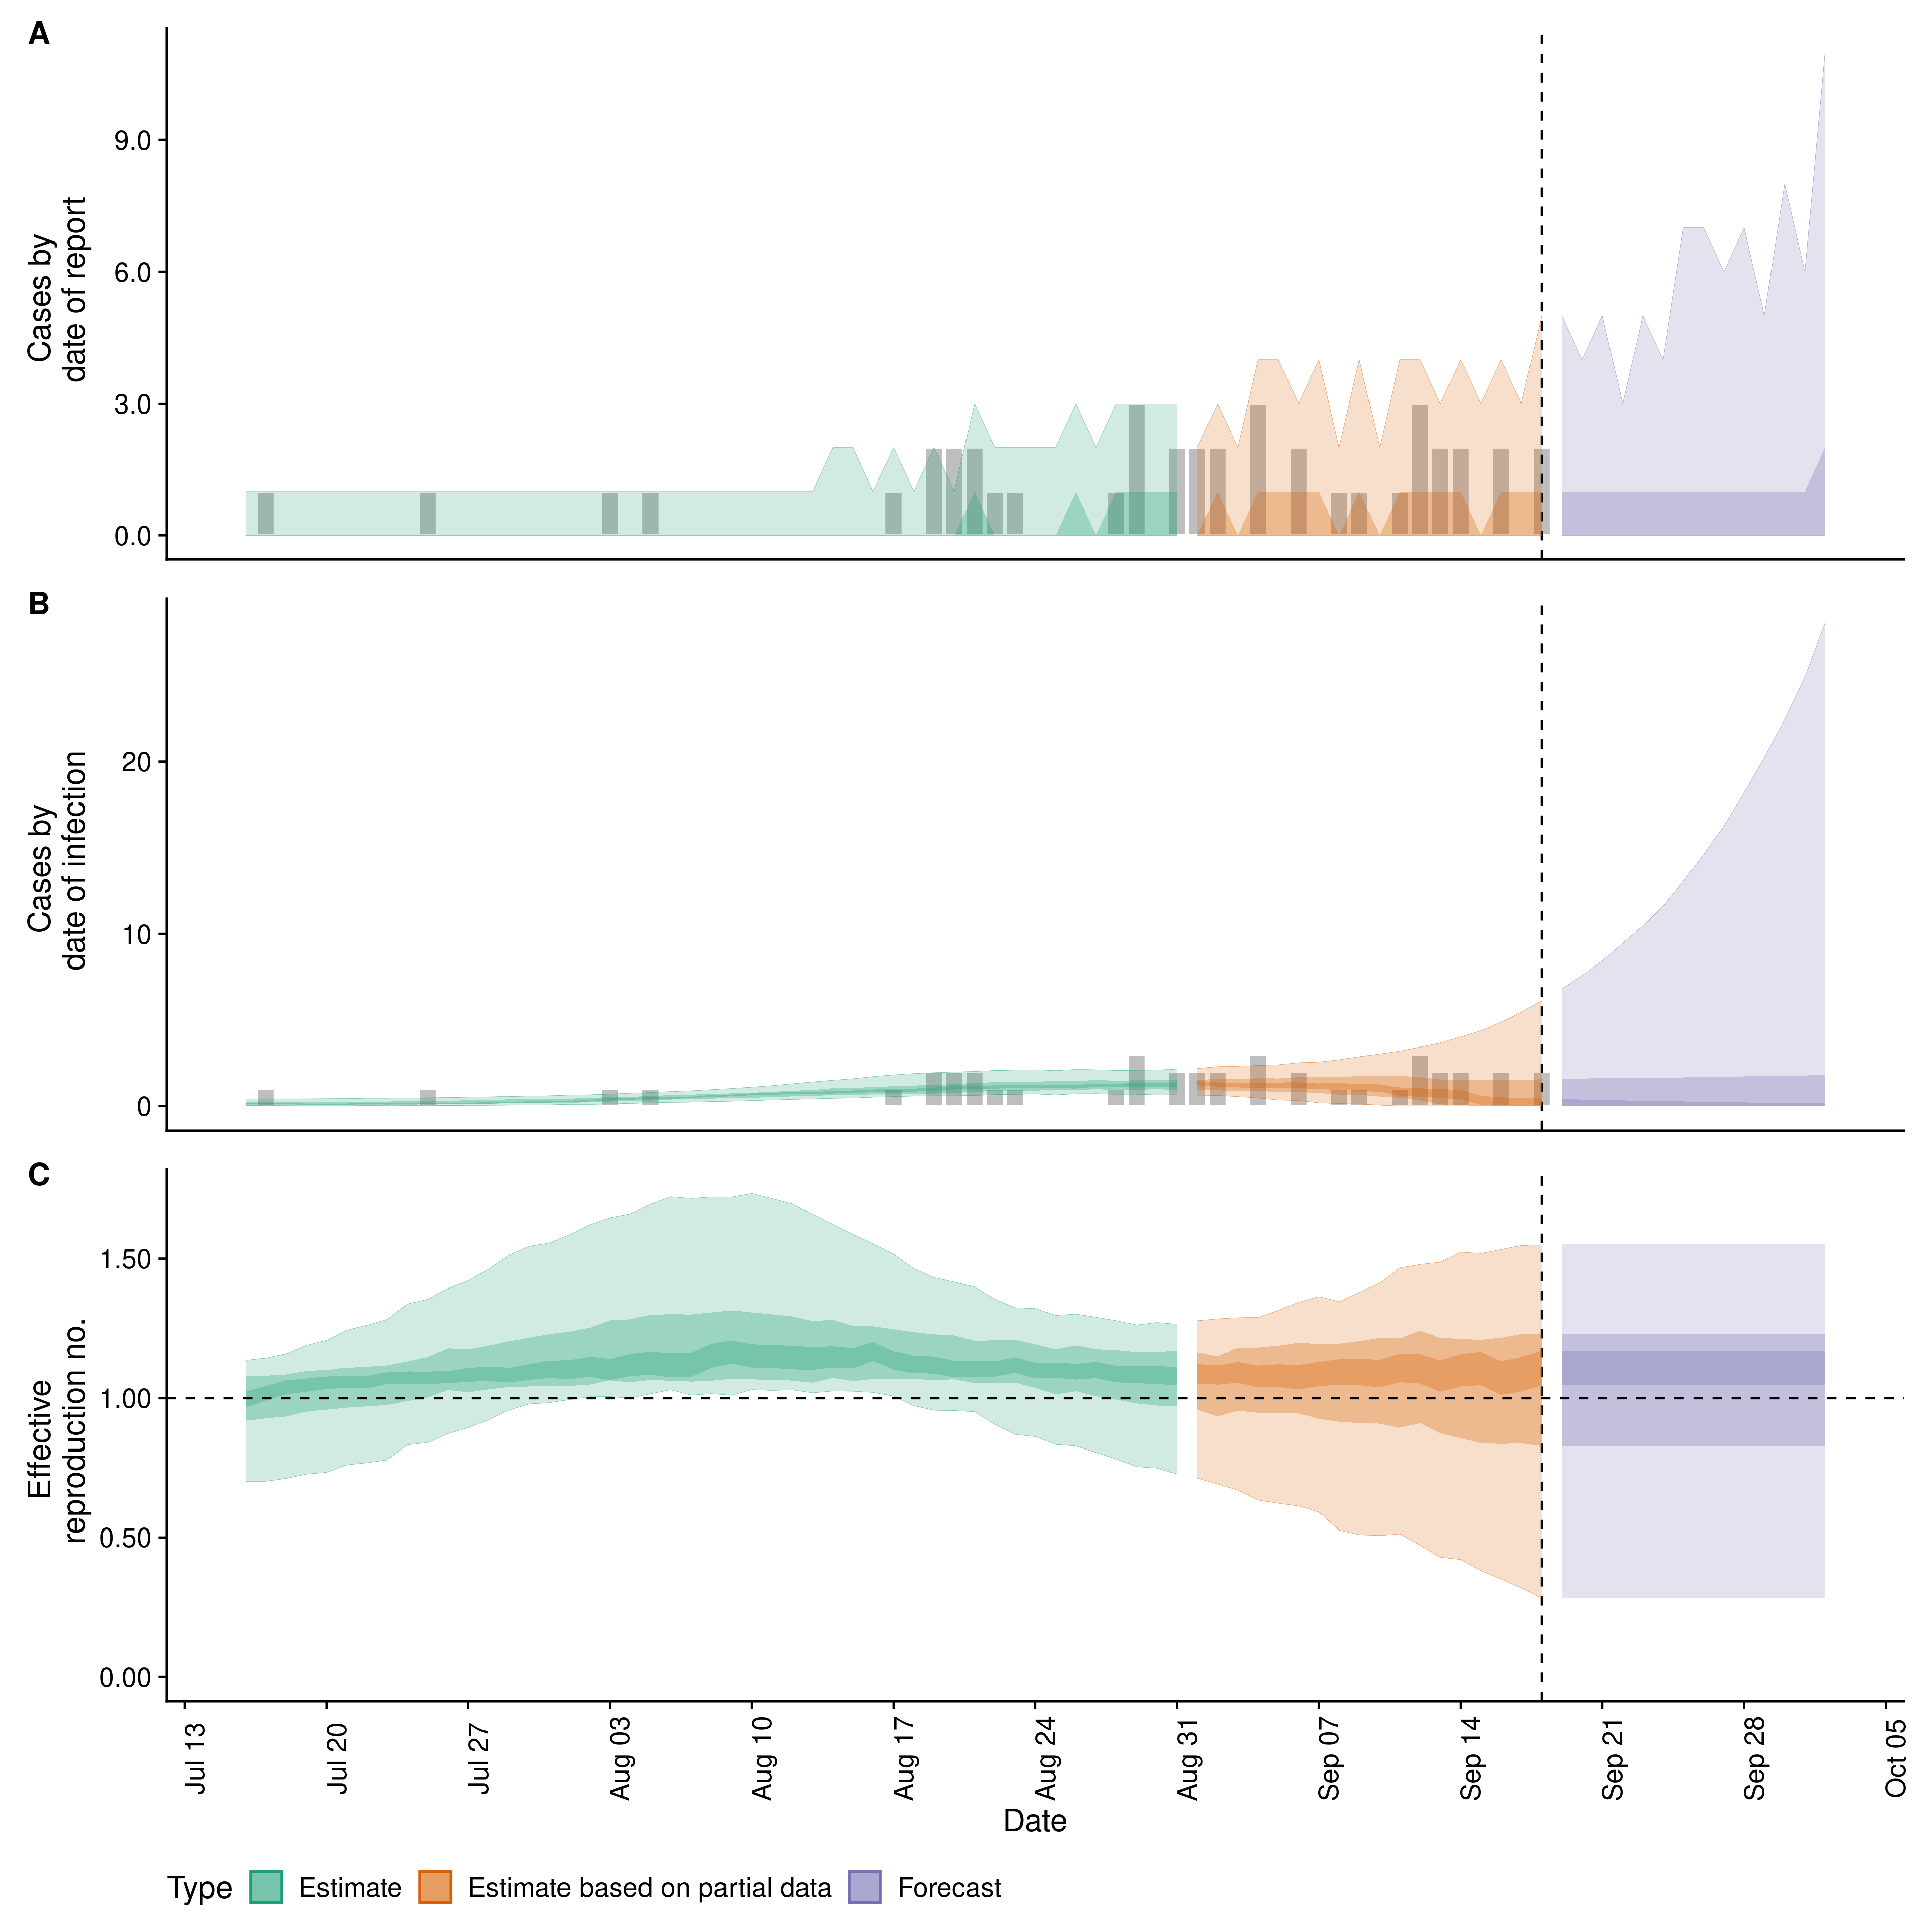 A
Cases by
date of report
9.0
6.0
3.0
0.0
B
Cases by
date of infection
20
10
0
C
Effective
reproduction no.
1.50
1.00
0.50
0.00
Jul 13
Jul 20
Jul 27
Aug 03
Aug 10
Aug 17
Aug 24
Aug 31
Sep 07
Sep 14
Sep 21
Sep 28
Oct 05
Date
Type Estimate Estimate based on partial data Forecast